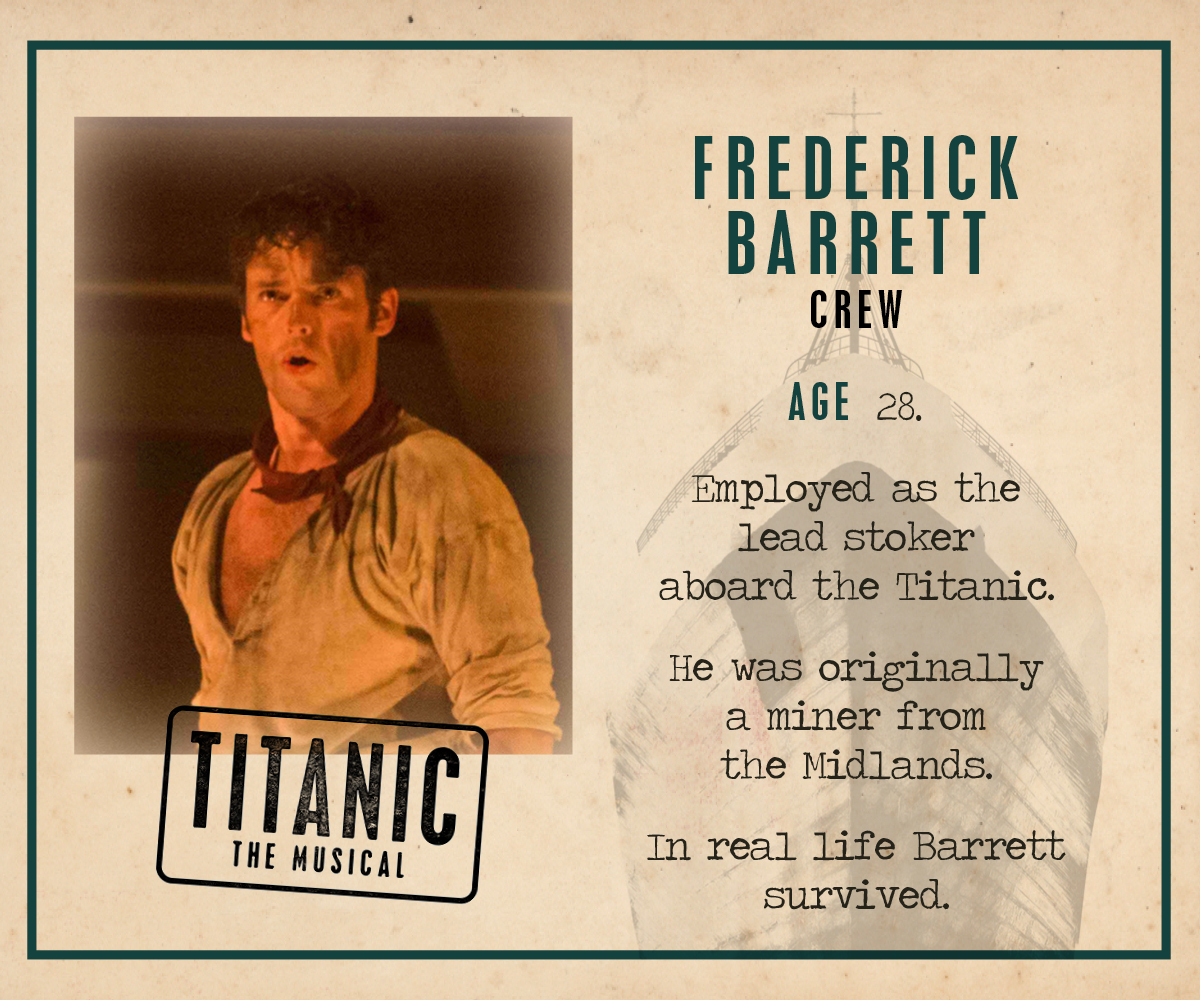 FREDERICK
BARRETT
CREW
AGE 28.
Employed as the
lead stoker
aboard the Titanic.
He was originally
a miner from
the Midlands.
In real life Barrett
survived.
TITANIC
THE MUSICAL